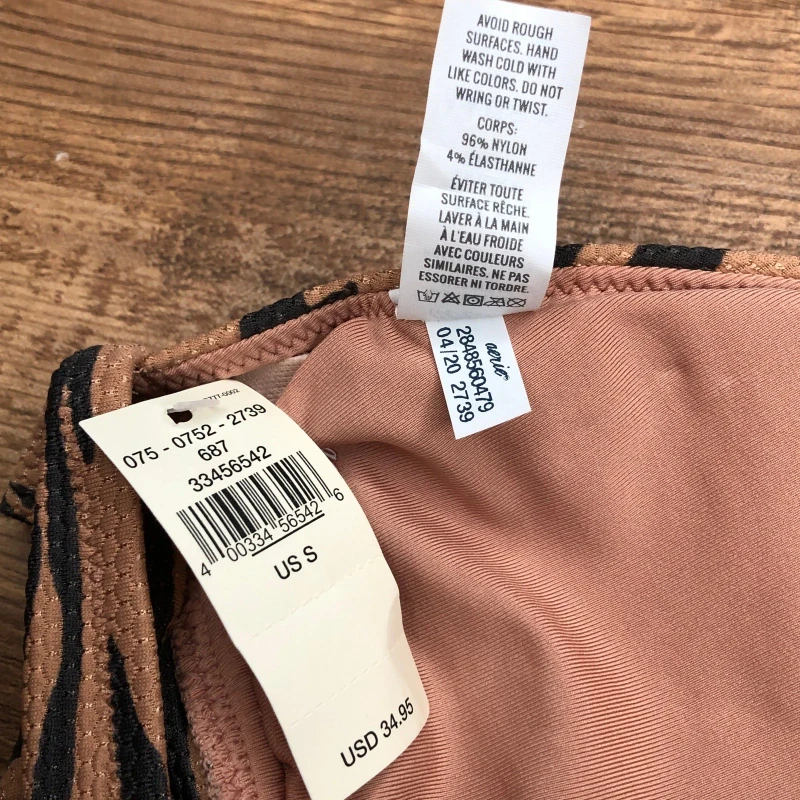 AVOID ROUGH
SURFACES. HAND
WASH COLD WITH
LIKE COLORS. DO NOT
WRING OR TWIST.
CORPS:
96% NYLON
4% ÉLASTHANNE
ÉVITER TOUTE
SURFACE RÊCHE.
LAVER À LA MAIN
À L'EAU FROIDE
AVEC COULEURS
SIMILAIRES. NE PAS
ESSORER NI TORDRE.
aerie
2848560479
04/20 2739
075 - 0752 - 2739
687
33456542
4 00334 56542 6
US S
USD 34.95